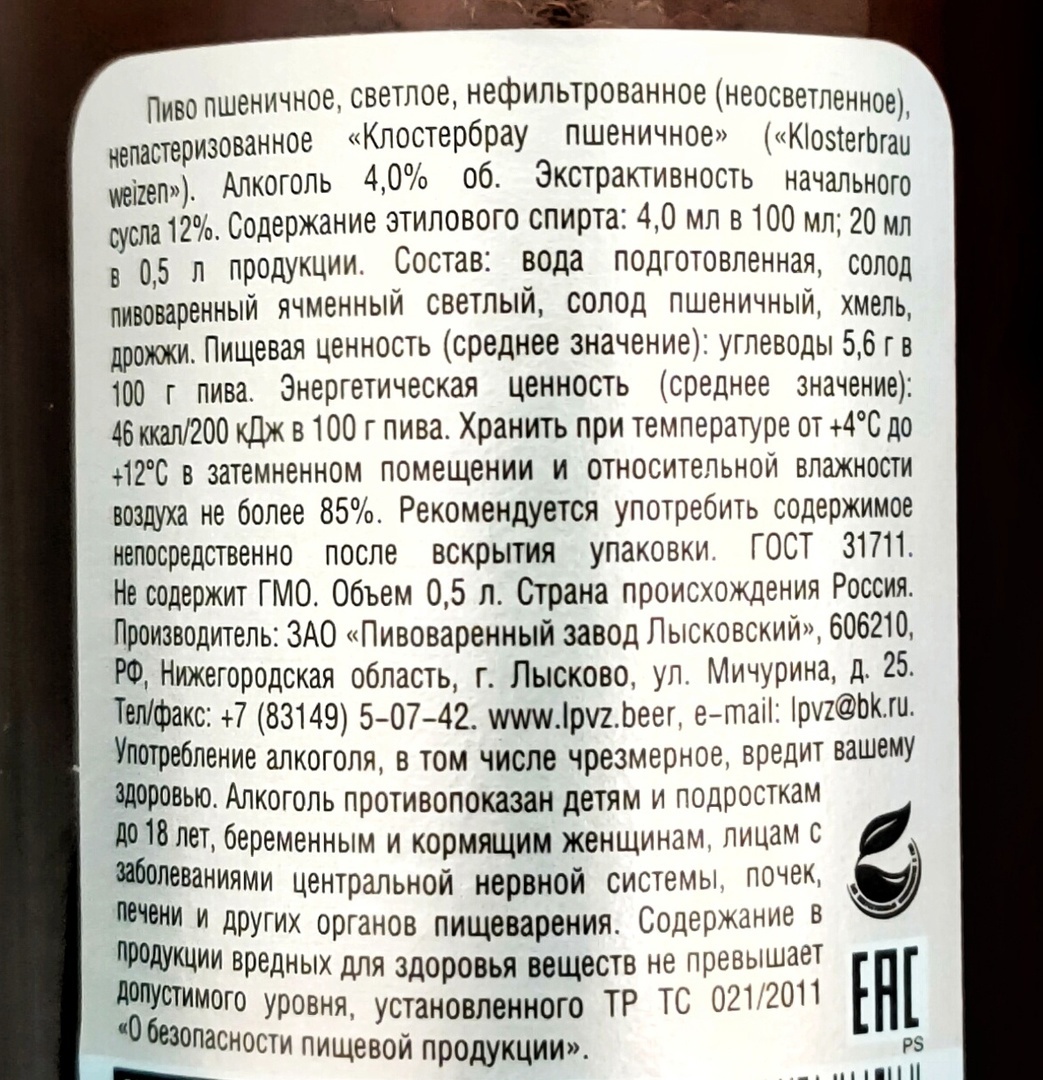 Пиво пшеничное, светлое, нефильтрованное (неосветленное),
непастеризованное «Клостербрау пшеничное» («Klosterbrau
weizen»). Алкоголь 4,0% об. Экстрактивность начального
сусла 12%. Содержание этилового спирта: 4,0 мл в 100 мл; 20 мл
в 0,5 л продукции. Состав: вода подготовленная, солод
пивоваренный ячменный светлый, солод пшеничный, хмель,
дрожжи. Пищевая ценность (среднее значение): углеводы 5,6 г в
100 г пива. Энергетическая ценность (среднее значение):
46 ккал/200 кДж в 100 г пива. Хранить при температуре от +4°С до
+12°С в затемненном помещении и относительной влажности
воздуха не более 85%. Рекомендуется употребить содержимое
непосредственно после вскрытия упаковки. ГОСТ 31711.
Не содержит ГМО. Объем 0,5 л. Страна происхождения Россия.
Производитель: ЗАО «Пивоваренный завод Лысковский», 606210,
РФ, Нижегородская область, г. Лысково, ул. Мичурина, д. 25.
Тел/факс: +7 (83149) 5-07-42. www.lpvz.beer, e-mail: lpvz@bk.ru.
Употребление алкоголя, в том числе чрезмерное, вредит вашему
здоровью. Алкоголь противопоказан детям и подросткам
до 18 лет, беременным и кормящим женщинам, лицам с
заболеваниями центральной нервной системы, почек,
печени и других органов пищеварения. Содержание в
продукции вредных для здоровья веществ не превышает
допустимого уровня, установленного ТР ТС 021/2011
«О безопасности пищевой продукции».
EAC
PS